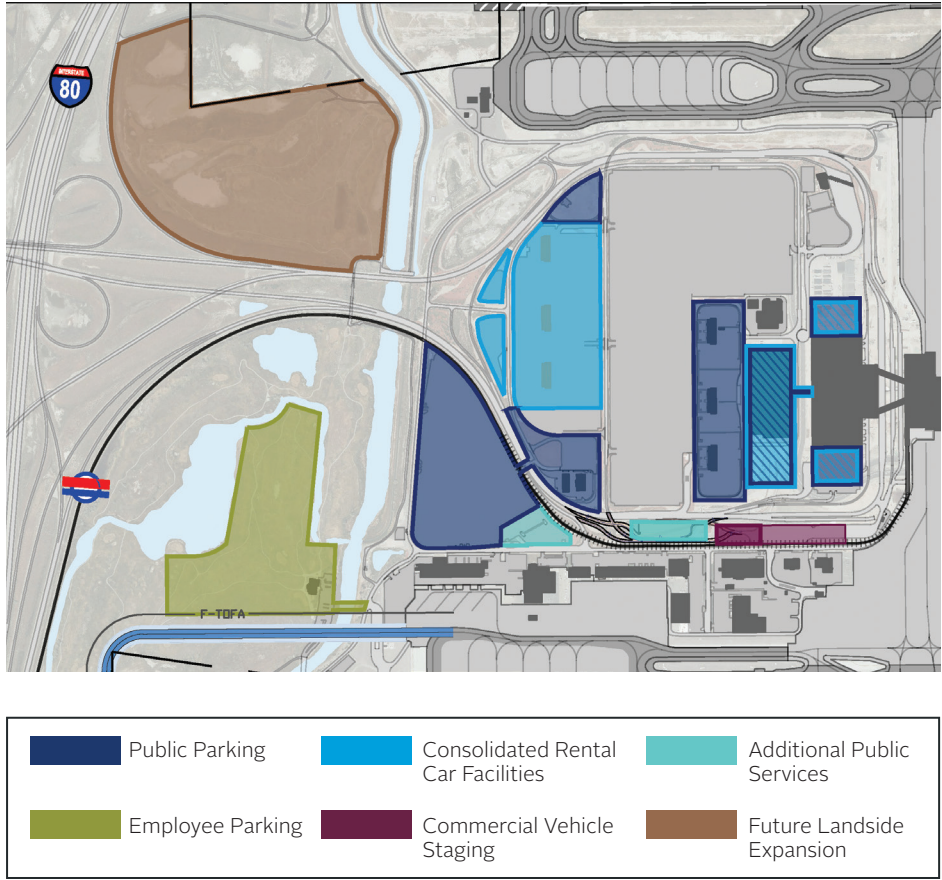 INTERSTATE
80
F-TOFA
Public Parking
Consolidated Rental
Car Facilities
Additional Public
Services
Employee Parking
Commercial Vehicle
Staging
Future Landside
Expansion